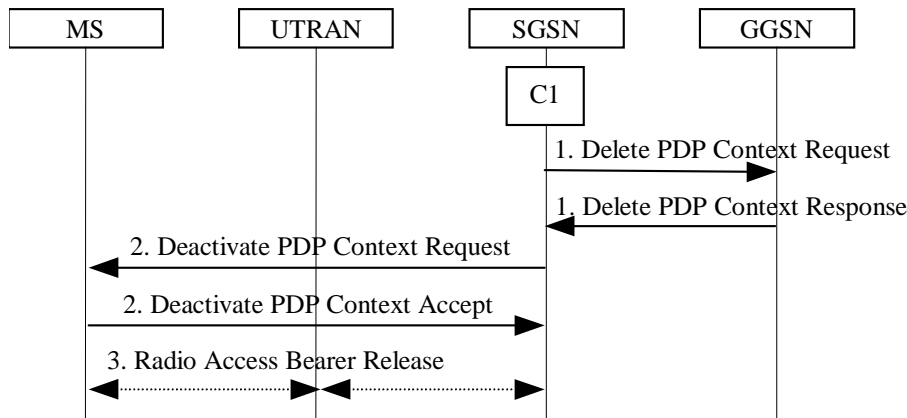 MS UTRAN SGSN GGSN
C1
1. Delete PDP Context Request
1. Delete PDP Context Response
2. Deactivate PDP Context Request
2. Deactivate PDP Context Accept
3. Radio Access Bearer Release